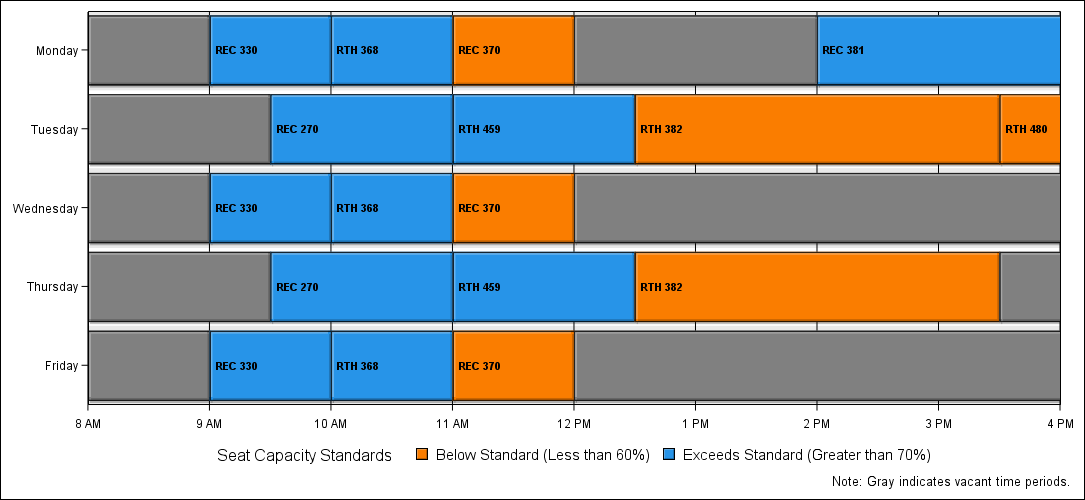 Monday REC 330 RTH 368 REC 370 REC 381
Tuesday REC 270 RTH 459 RTH 382 RTH 480
Wednesday REC 330 RTH 368 REC 370
Thursday REC 270 RTH 459 RTH 382
Friday REC 330 RTH 368 REC 370
8 AM 9 AM 10 AM 11 AM 12 PM 1 PM 2 PM 3 PM 4 PM
Seat Capacity Standards Below Standard (Less than 60%) Exceeds Standard (Greater than 70%)
Note: Gray indicates vacant time periods.